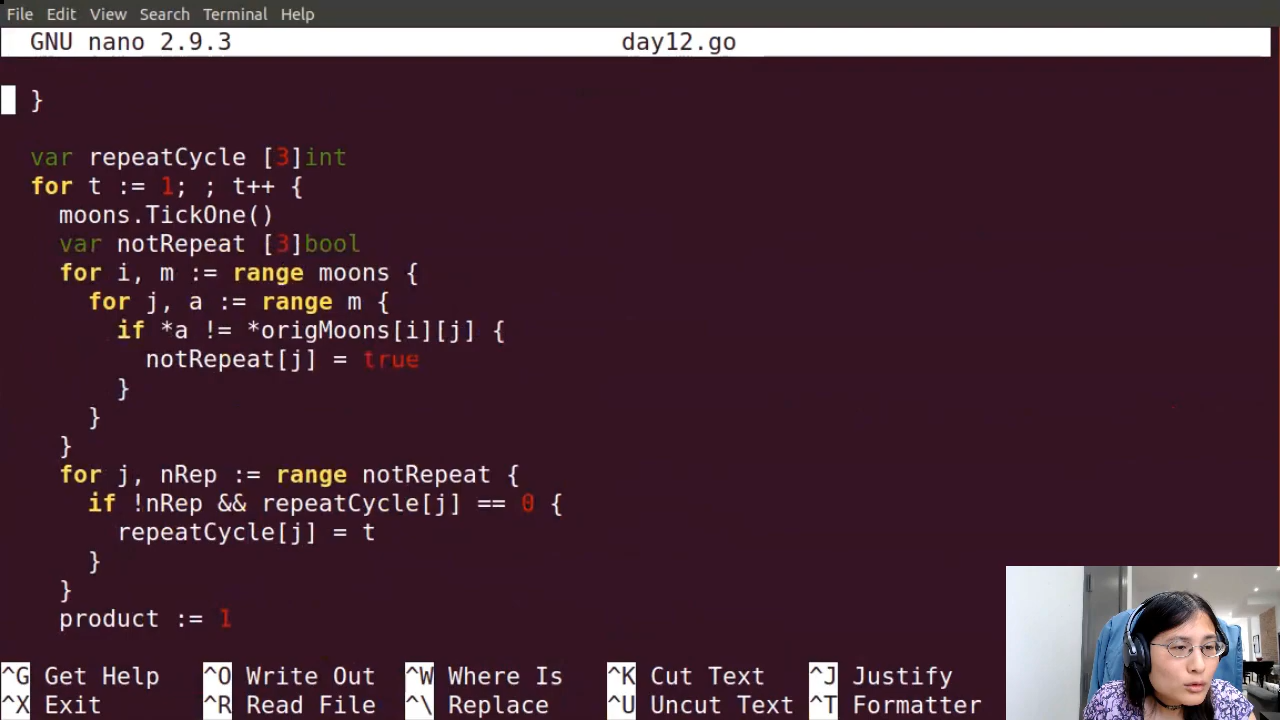 File Edit View Search Terminal Help
GNU nano 2.9.3 day12.go
}
var repeatCycle [3]int
for t := 1; ; t++ {
moons.TickOne()
var notRepeat [3]bool
for i, m := range moons {
for j, a := range m {
if *a != *origMoons[i][j] {
notRepeat[j] = true
}
}
}
for j, nRep := range notRepeat {
if !nRep && repeatCycle[j] == 0 {
repeatCycle[j] = t
}
}
product := 1
^G Get Help ^O Write Out ^W Where Is ^K Cut Text ^J Justify
^X Exit ^R Read File ^\ Replace ^U Uncut Text ^T Formatter